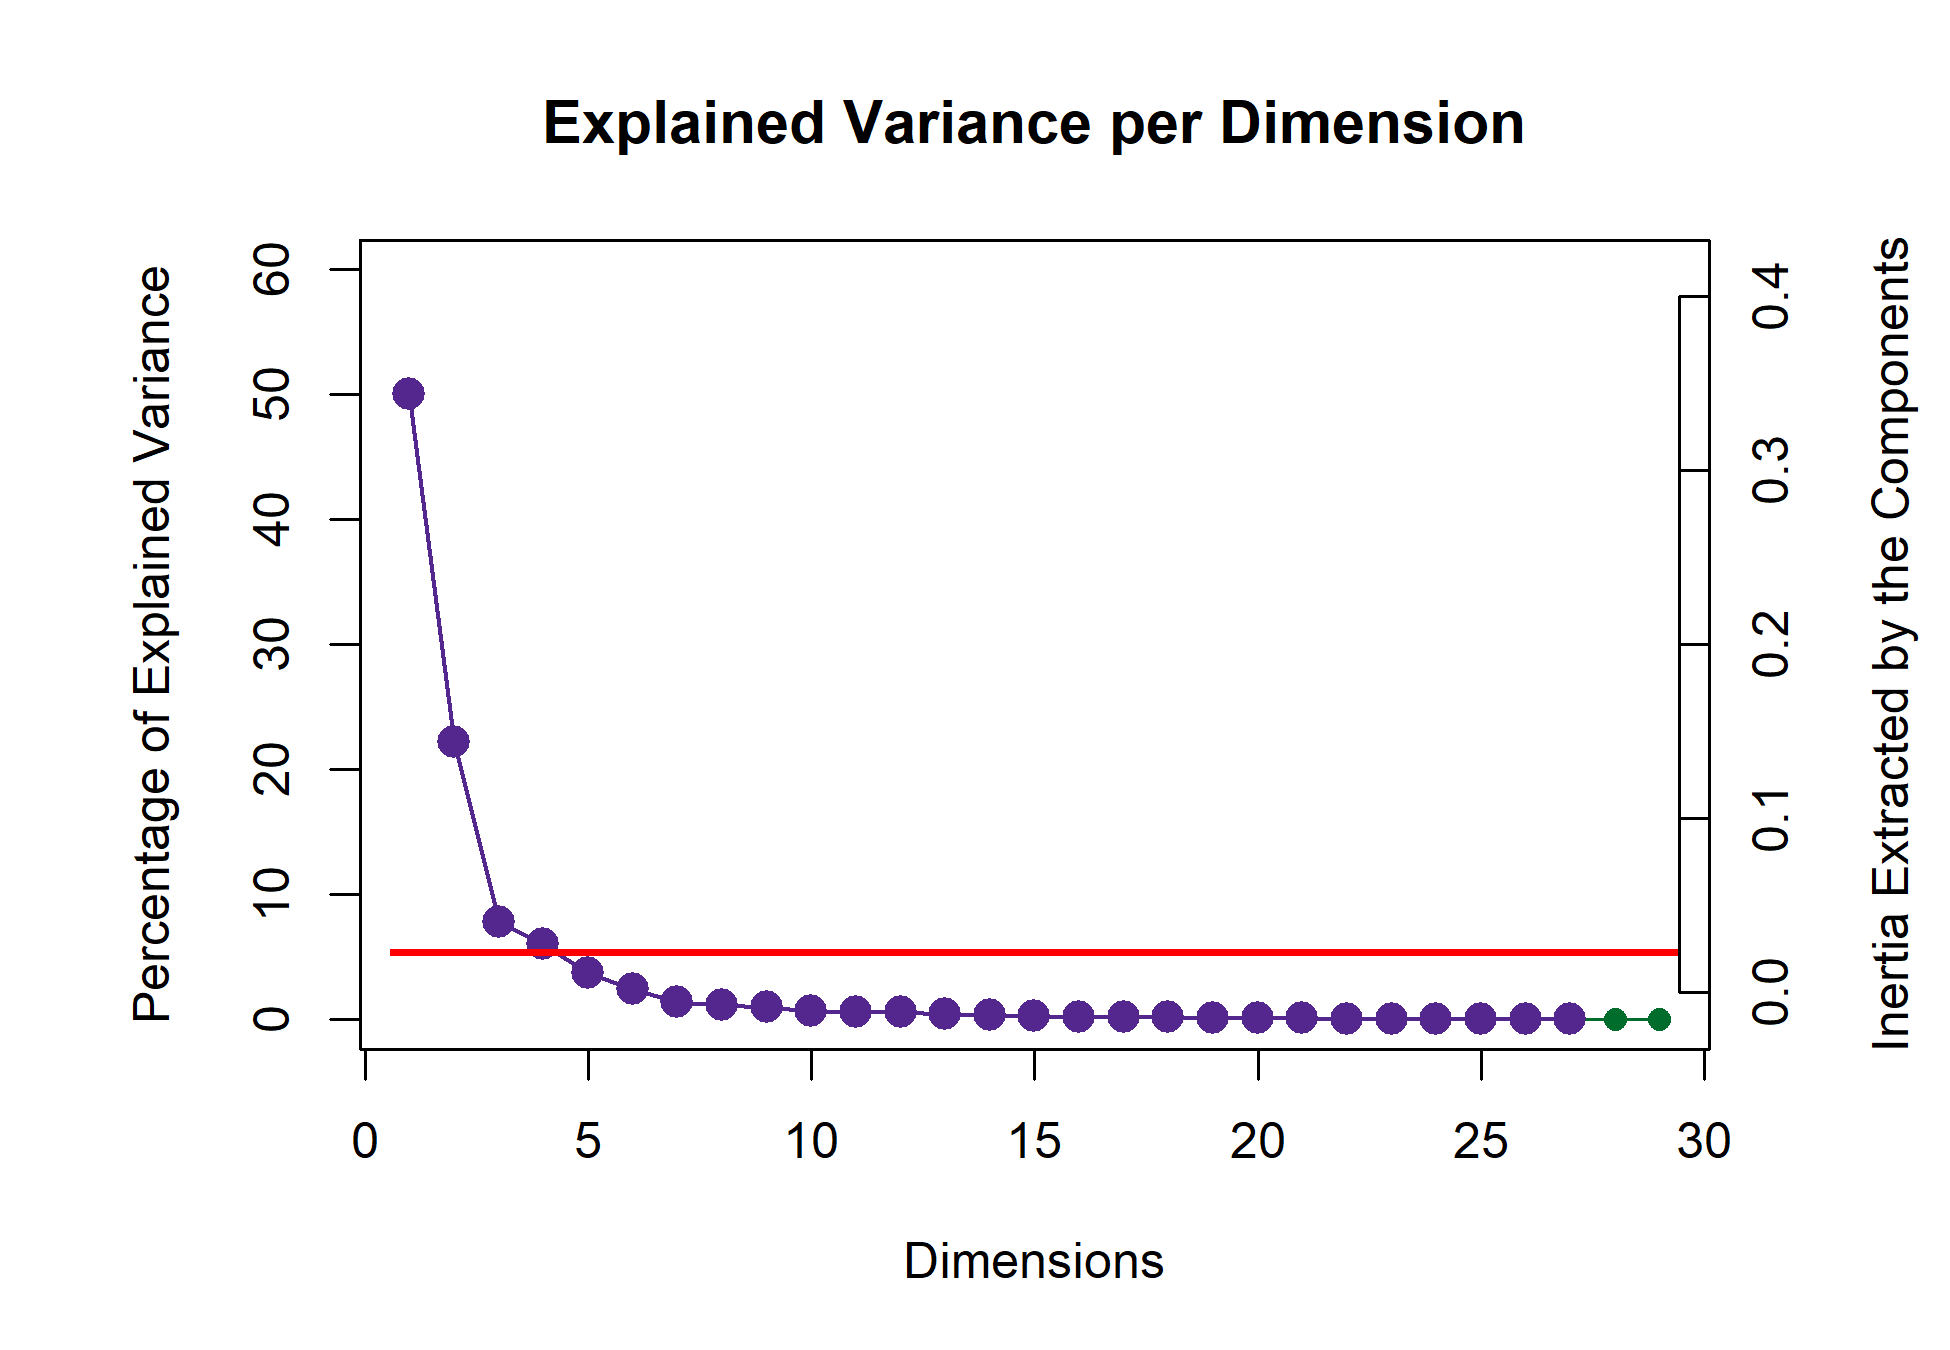 Explained Variance per Dimension
Percentage of Explained Variance
60
50
40
30
20
10
0
0.4
0.3
0.2
0.1
0.0
Inertia Extracted by the Components
0 5 10 15 20 25 30
Dimensions